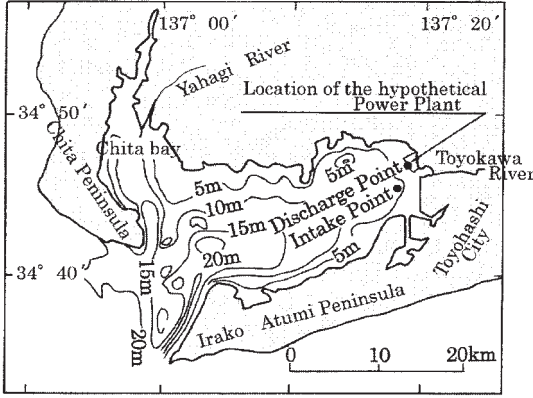 137° 00′
137° 20′
Yahagi River
Location of the hypothetical
Power Plant
34° 50′
Chita bay
Chita Peninsula
5m
5m
Toyokawa
River
Discharge Point
10m
Intake Point
15m
20m
5m
Toyohashi
City
34° 40′
15m
20m
Irako Atumi Peninsula
0 10 20km